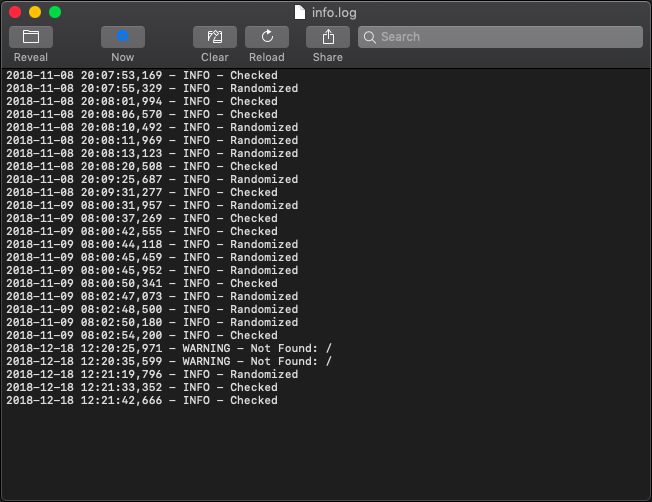 info.log
Reveal
Now
Clear
Reload
Share
Search
2018-11-08 20:07:53,169 - INFO - Checked
2018-11-08 20:07:55,329 - INFO - Randomized
2018-11-08 20:08:01,994 - INFO - Checked
2018-11-08 20:08:06,570 - INFO - Checked
2018-11-08 20:08:10,492 - INFO - Randomized
2018-11-08 20:08:11,969 - INFO - Randomized
2018-11-08 20:08:13,123 - INFO - Randomized
2018-11-08 20:08:20,508 - INFO - Checked
2018-11-08 20:09:25,687 - INFO - Randomized
2018-11-08 20:09:31,277 - INFO - Checked
2018-11-09 08:00:31,957 - INFO - Randomized
2018-11-09 08:00:37,269 - INFO - Checked
2018-11-09 08:00:42,555 - INFO - Checked
2018-11-09 08:00:44,118 - INFO - Randomized
2018-11-09 08:00:45,459 - INFO - Randomized
2018-11-09 08:00:45,952 - INFO - Randomized
2018-11-09 08:00:50,341 - INFO - Checked
2018-11-09 08:02:47,073 - INFO - Randomized
2018-11-09 08:02:48,500 - INFO - Randomized
2018-11-09 08:02:50,180 - INFO - Randomized
2018-11-09 08:02:54,200 - INFO - Checked
2018-12-18 12:20:25,971 - WARNING - Not Found: /
2018-12-18 12:20:35,599 - WARNING - Not Found: /
2018-12-18 12:21:19,796 - INFO - Randomized
2018-12-18 12:21:33,352 - INFO - Checked
2018-12-18 12:21:42,666 - INFO - Checked